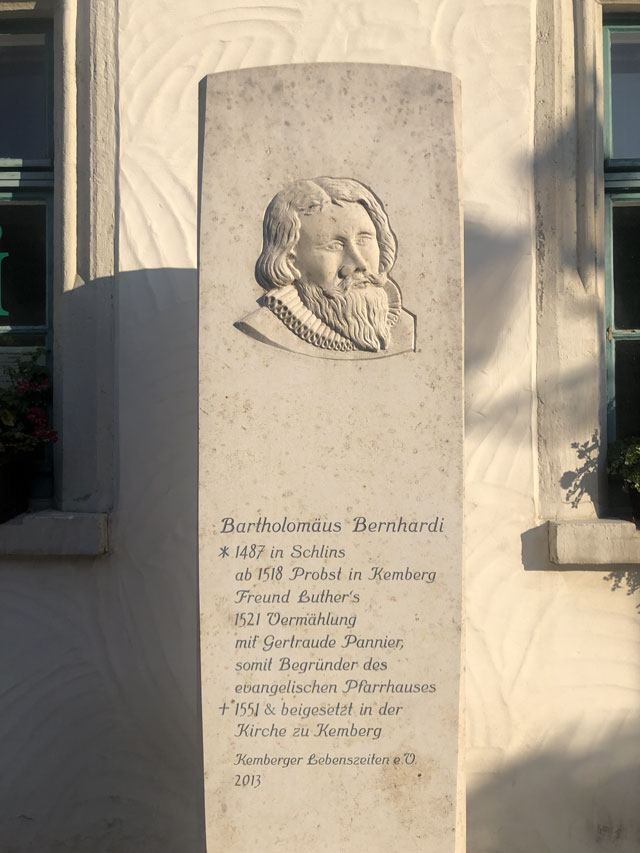 Bartholomäus Bernhardi
* 1487 in Schlins
ab 1518 Probst in Kemberg
Freund Luther's
1521 Vermählung
mit Gertraude Pannier,
somit Begründer des
evangelischen Pfarrhauses
† 1551 & beigesetzt in der
Kirche zu Kemberg
Kemberger Lebenszeiten e.V.
2013